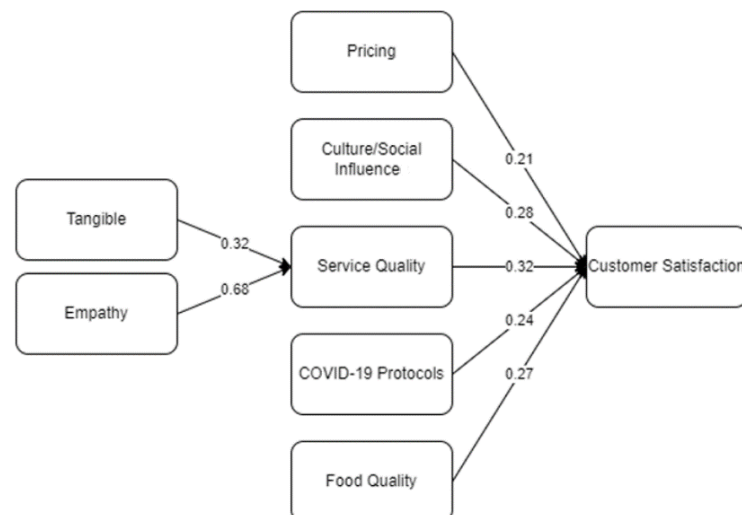 Pricing
0.21
Culture/Social
Influence
0.28
Tangible
0.32
Service Quality
0.32
Customer Satisfaction
Empathy
0.68
0.24
COVID-19 Protocols
0.27
Food Quality